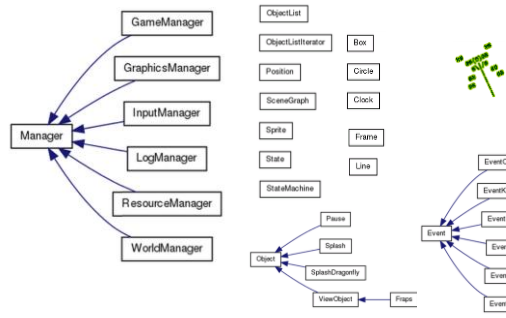 GameManager
GraphicsManager
InputManager
Manager
LogManager
ResourceManager
WorldManager
ObjectList
ObjectListIterator
Position
SceneGraph
Sprite
State
StateMachine
Box
Circle
Clock
Frame
Line
Pause
Splash
Object
SplashDragonfly
ViewObject
Fraps
Event